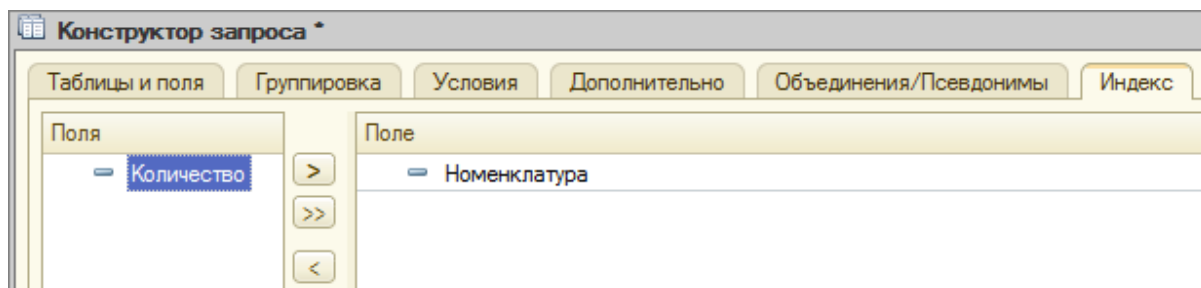 Конструктор запроса *
Таблицы и поля Группировка Условия Дополнительно Объединения/Псевдонимы Индекс
Поля Поле
Количество > Номенклатура
>>
<